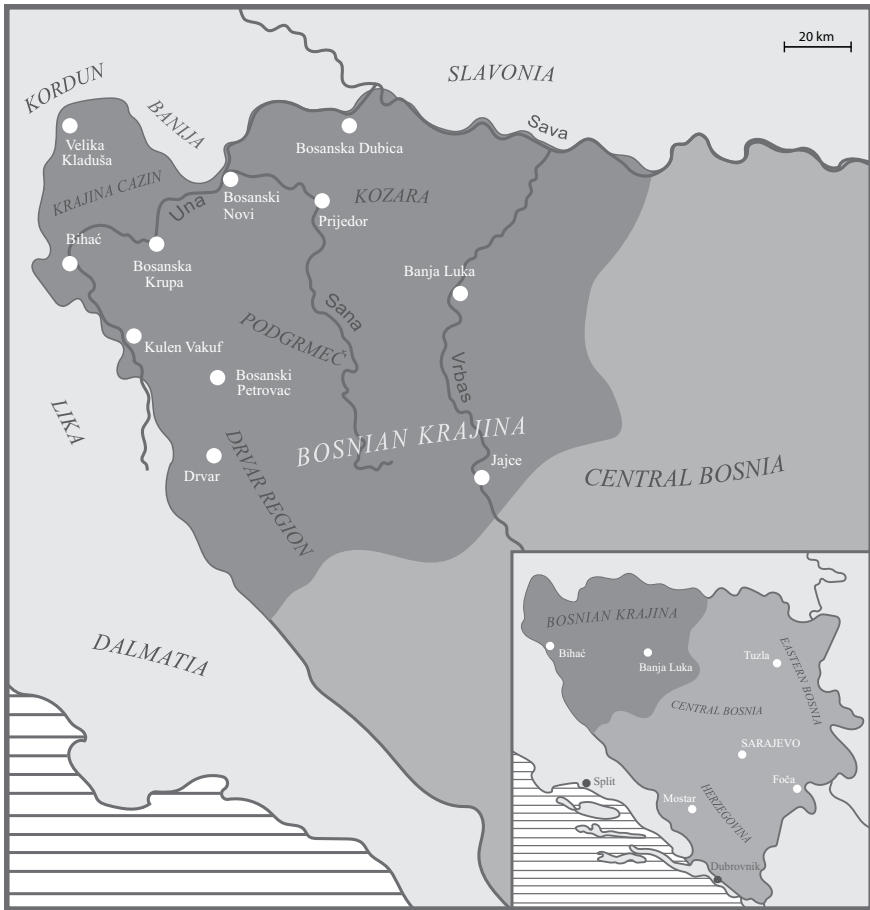 20 km
SLAVONIA
KORDUN
BANIJA
Sava
Velika
Kladuša
Bosanska Dubica
KRAJINA CAZIN
Una
Bosanski
Novi
KOZARA
Prijedor
Bihać
Bosanska
Krupa
Banja Luka
Sana
PODGRMEČ
Kulen Vakuf
Vrbas
Bosanski
Petrovac
LIKA
BOSNIAN KRAJINA
DRVAR REGION
Drvar
Jajce
CENTRAL BOSNIA
DALMATIA
BOSNIAN KRAJINA
Bihać
Banja Luka
Tuzla
EASTERN BOSNIA
CENTRAL BOSNIA
SARAJEVO
Split
Foča
Mostar
HERZEGOVINA
Dubrovnik